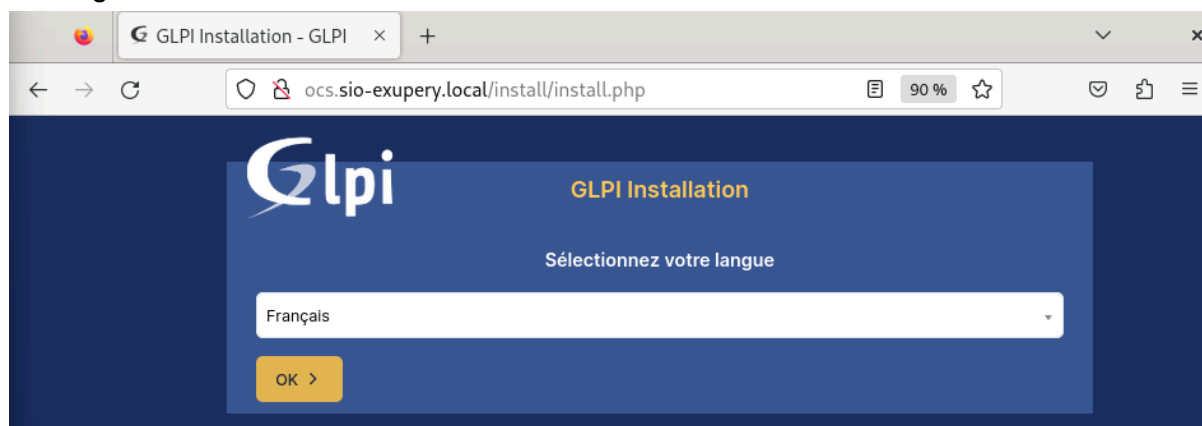 GLPI Installation - GLPI
ocs.sio-exupery.local/install/install.php
90 %
Glpi
GLPI Installation
Sélectionnez votre langue
Français
OK